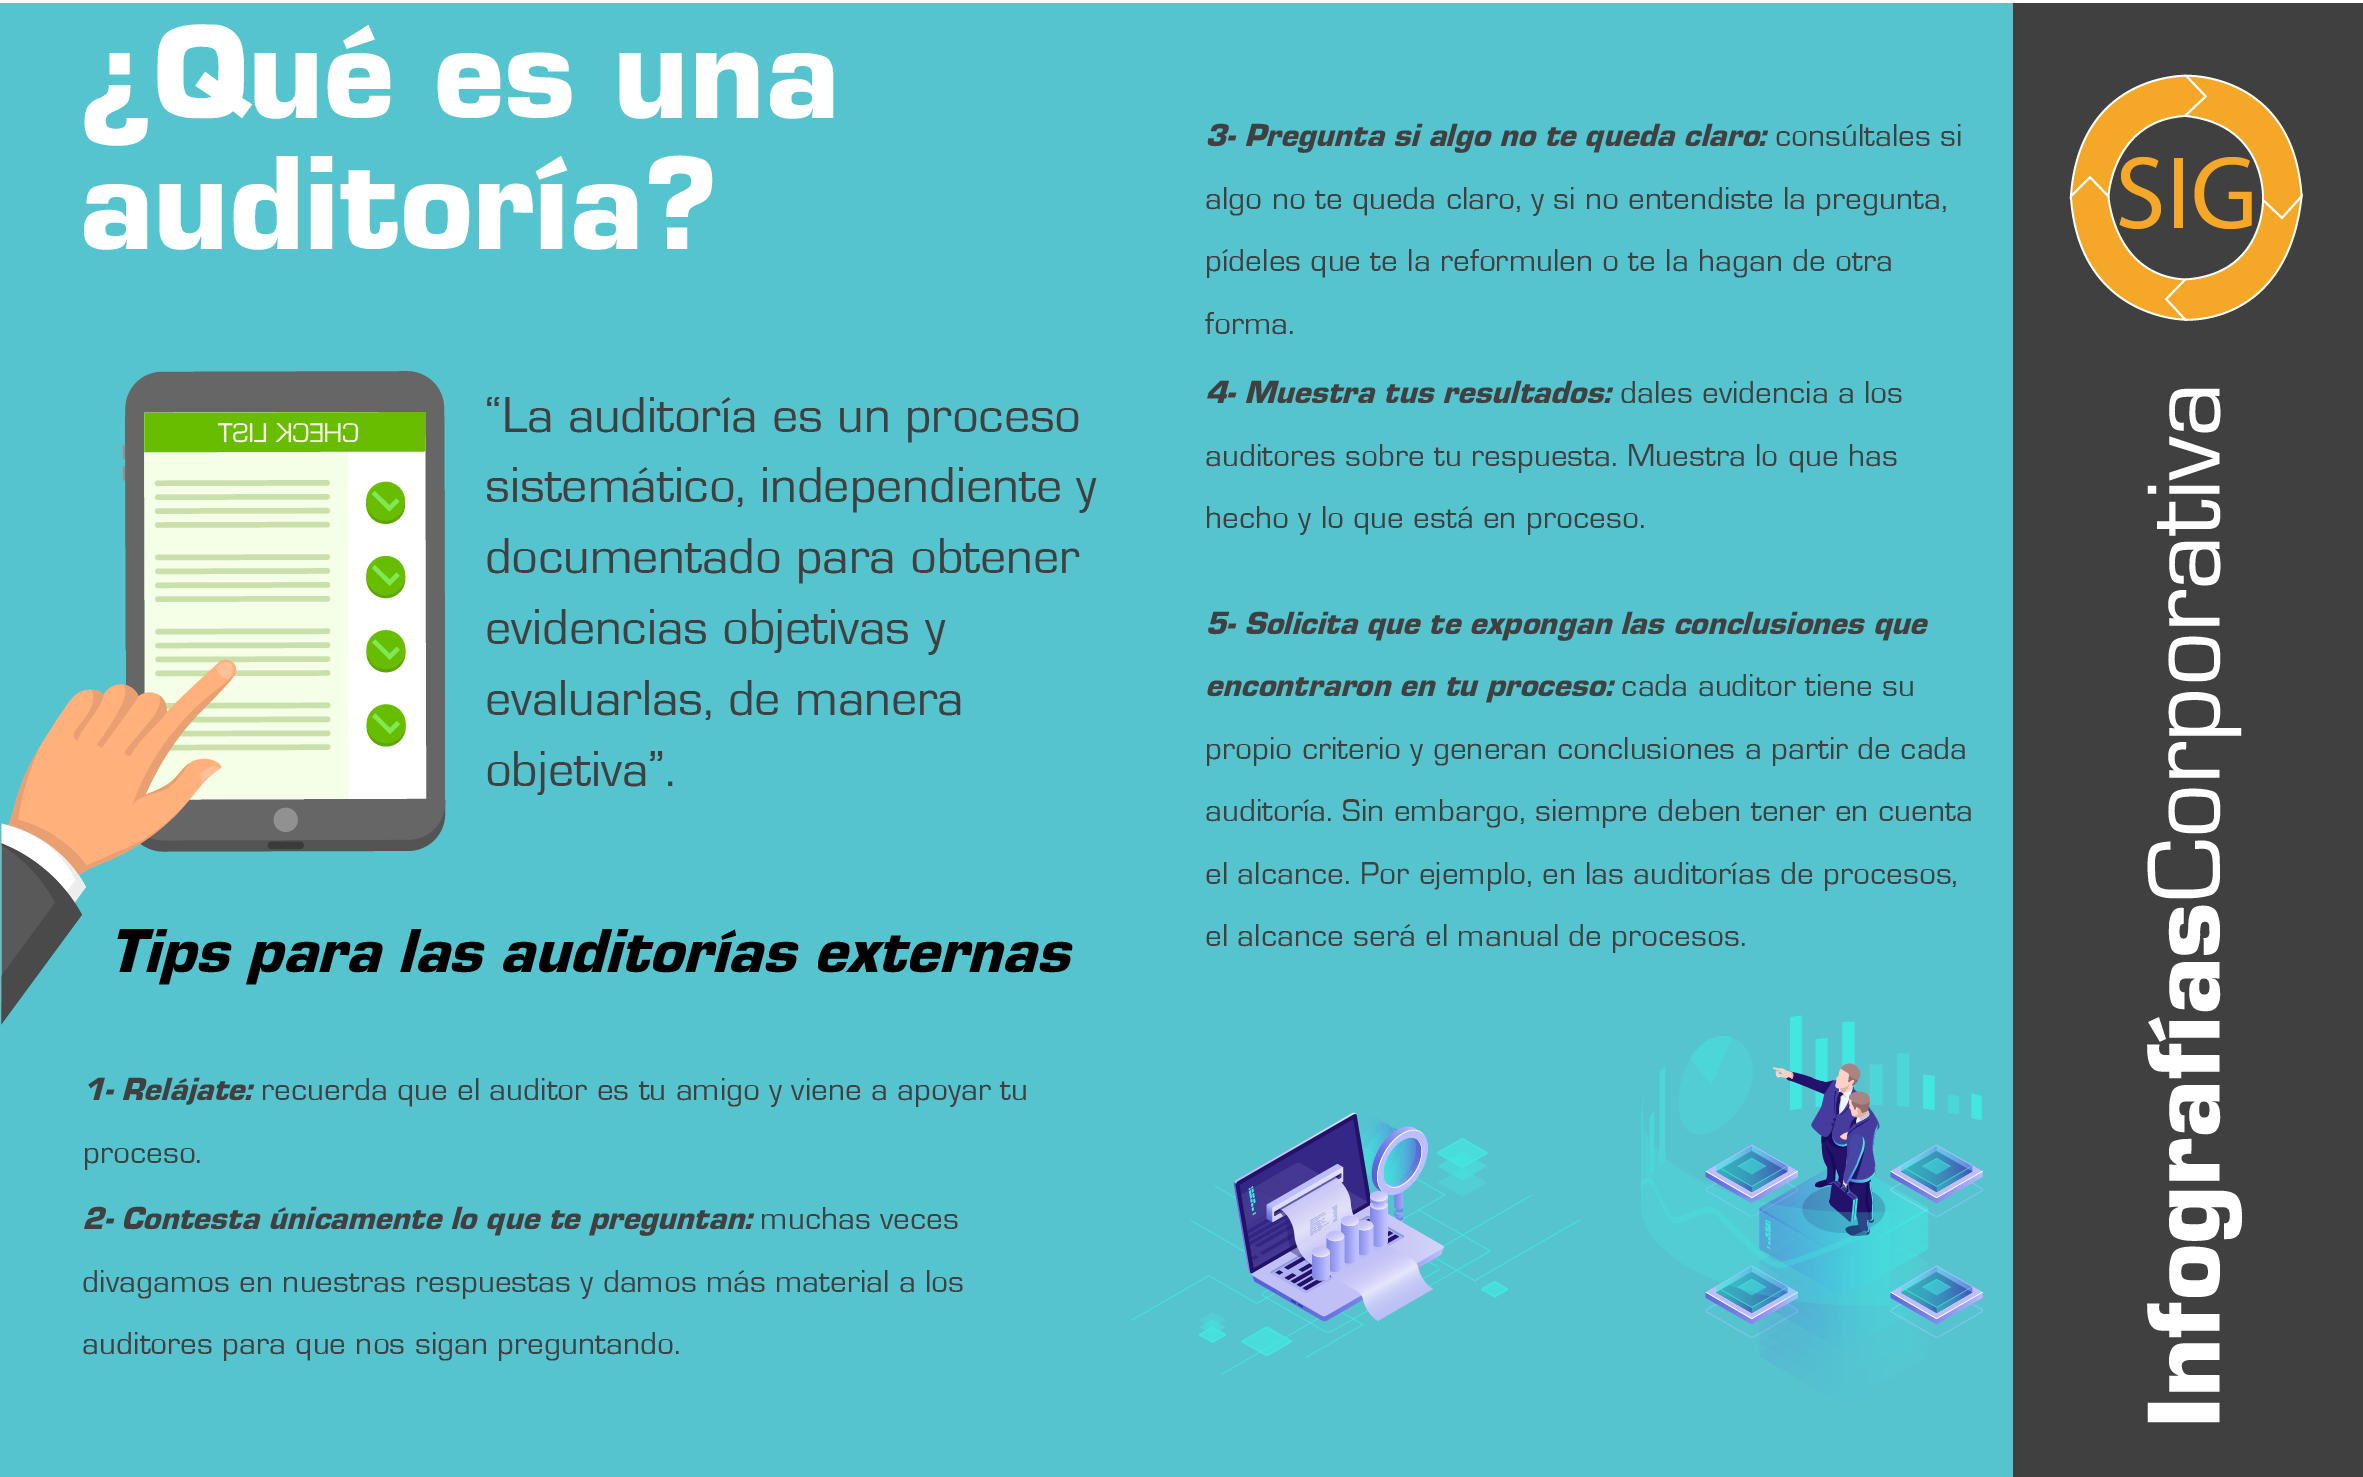 ¿Qué es una
auditoría?
CHECK LIST
“La auditoría es un proceso
sistemático, independiente y
documentado para obtener
evidencias objetivas y
evaluarlas, de manera
objetiva”.
Tips para las auditorías externas
1- Relájate: recuerda que el auditor es tu amigo y viene a apoyar tu
proceso.
2- Contesta únicamente lo que te preguntan: muchas veces
divagamos en nuestras respuestas y damos más material a los
auditores para que nos sigan preguntando.
3- Pregunta si algo no te queda claro: consúltales si
algo no te queda claro, y si no entendiste la pregunta,
pídeles que te la reformulen o te la hagan de otra
forma.
4- Muestra tus resultados: dales evidencia a los
auditores sobre tu respuesta. Muestra lo que has
hecho y lo que está en proceso.
5- Solicita que te expongan las conclusiones que
encontraron en tu proceso: cada auditor tiene su
propio criterio y generan conclusiones a partir de cada
auditoría. Sin embargo, siempre deben tener en cuenta
el alcance. Por ejemplo, en las auditorías de procesos,
el alcance será el manual de procesos.
SIG
InfografíasCorporativa